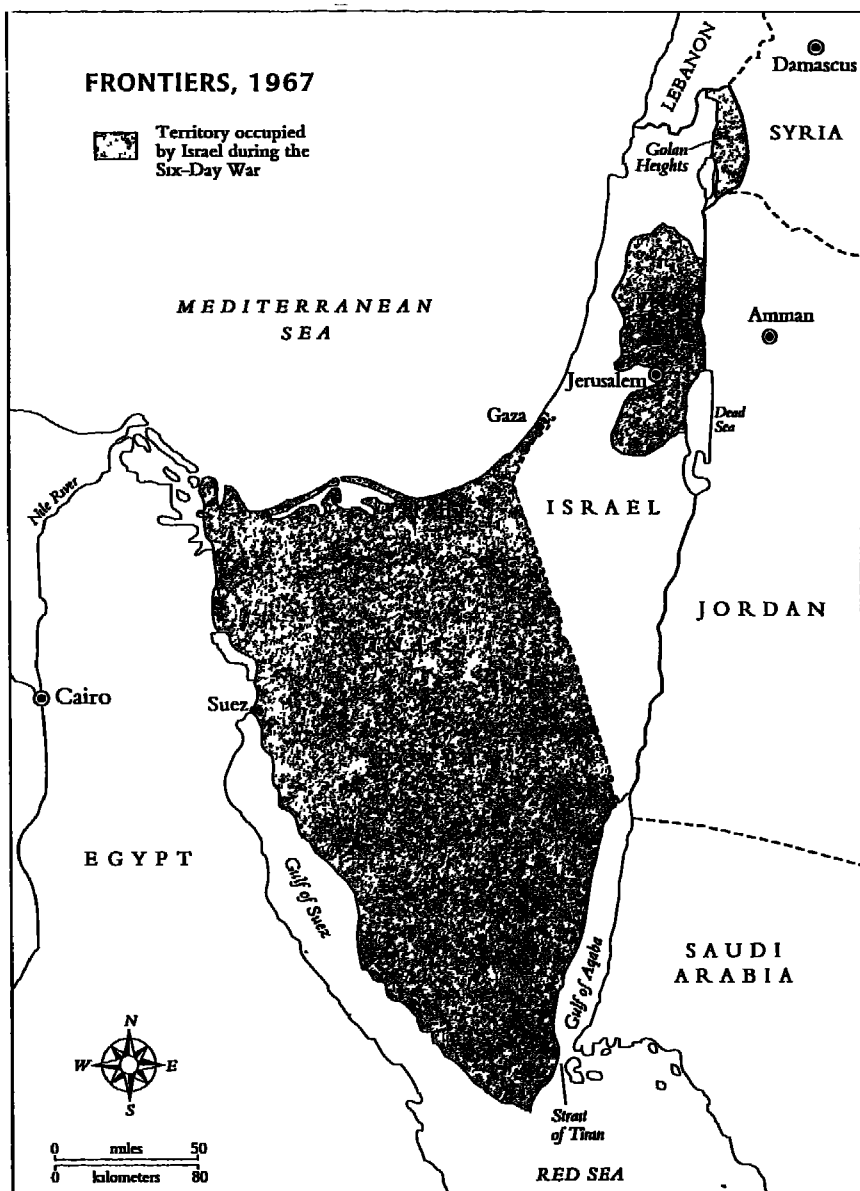 FRONTIERS, 1967
Territory occupied
by Israel during the
Six-Day War
LEBANON
Damascus
SYRIA
Golan
Heights
MEDITERRANEAN
SEA
Amman
Jerusalem
Gaza
Dead
Sea
Nile River
ISRAEL
JORDAN
Cairo
Suez
EGYPT
Gulf of Suez
Gulf of Aqaba
SAUDI
ARABIA
N
W E
S
Strait
of Tiran
0 miles 50
0 kilometers 80
RED SEA